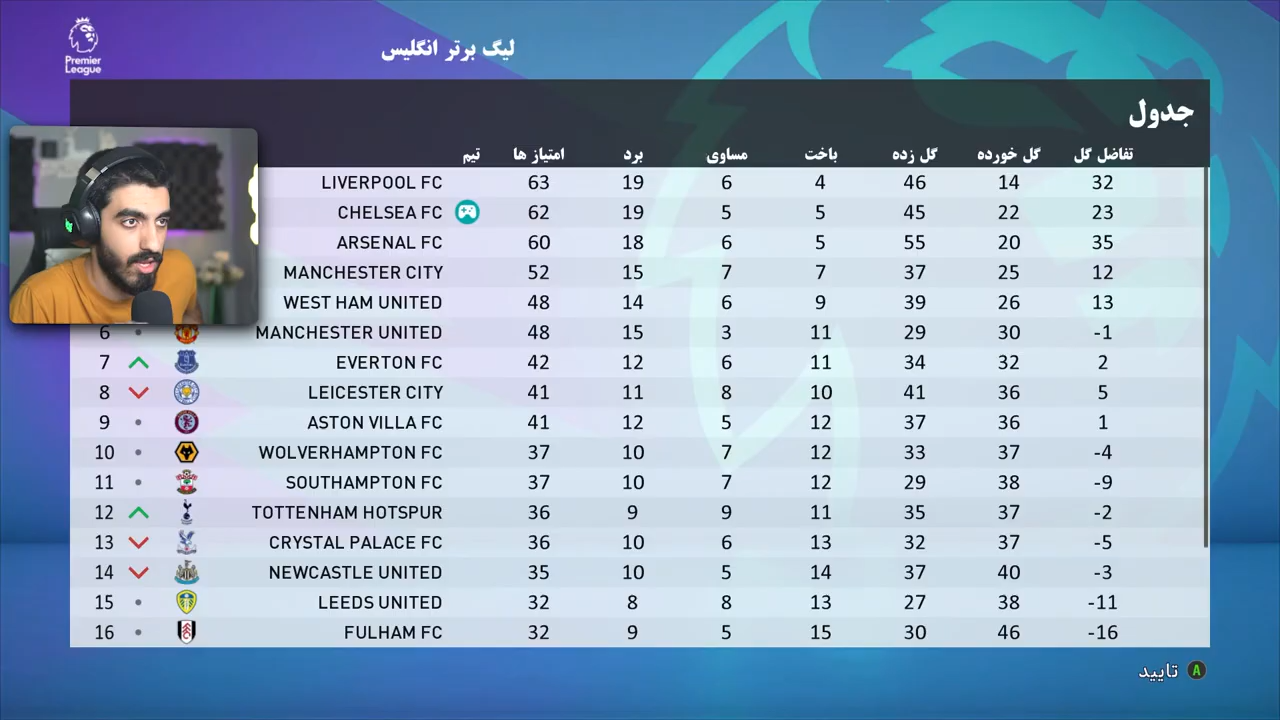 Premier
League
لیگ برتر انگلیس
جدول
تیم امتیاز ها برد مساوی باخت گل زده گل خورده تفاضل گل
LIVERPOOL FC 63 19 6 4 46 14 32
CHELSEA FC 62 19 5 5 45 22 23
ARSENAL FC 60 18 6 5 55 20 35
MANCHESTER CITY 52 15 7 7 37 25 12
WEST HAM UNITED 48 14 6 9 39 26 13
6 MANCHESTER UNITED 48 15 3 11 29 30 -1
7 EVERTON FC 42 12 6 11 34 32 2
8 LEICESTER CITY 41 11 8 10 41 36 5
9 ASTON VILLA FC 41 12 5 12 37 36 1
10 WOLVERHAMPTON FC 37 10 7 12 33 37 -4
11 SOUTHAMPTON FC 37 10 7 12 29 38 -9
12 TOTTENHAM HOTSPUR 36 9 9 11 35 37 -2
13 CRYSTAL PALACE FC 36 10 6 13 32 37 -5
14 NEWCASTLE UNITED 35 10 5 14 37 40 -3
15 LEEDS UNITED 32 8 8 13 27 38 -11
16 FULHAM FC 32 9 5 15 30 46 -16
تایید A